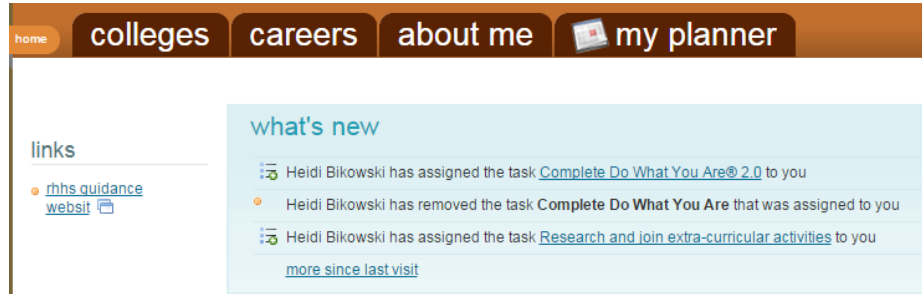 home colleges careers about me my planner
links
rhhs guidance
websit
what's new
Heidi Bikowski has assigned the task Complete Do What You Are® 2.0 to you
Heidi Bikowski has removed the task Complete Do What You Are that was assigned to you
Heidi Bikowski has assigned the task Research and join extra-curricular activities to you
more since last visit